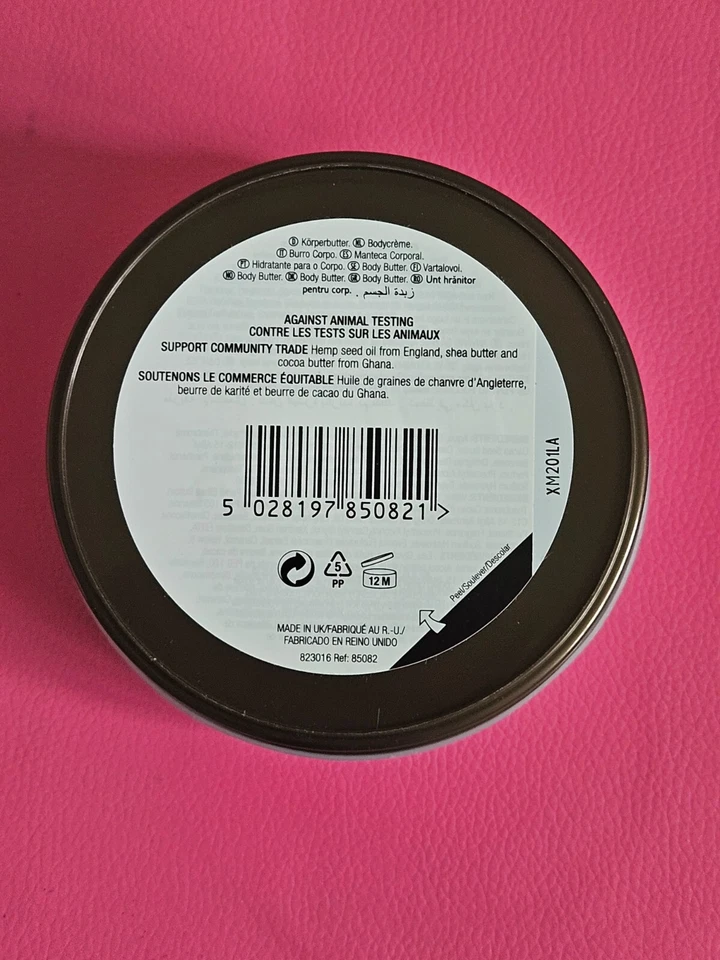 D Körperbutter. NL Bodycrème.
IT Burro Corpo. ES Manteca Corporal.
PT Hidratante para o Corpo. SE Body Butter. FI Vartalovoi.
NO Body Butter. DK Body Butter. GR Body Butter. RO Unt hrănitor
pentru corp. زبدة الجسم .
AGAINST ANIMAL TESTING
CONTRE LES TESTS SUR LES ANIMAUX
SUPPORT COMMUNITY TRADE Hemp seed oil from England, shea butter and
cocoa butter from Ghana.
SOUTENONS LE COMMERCE ÉQUITABLE Huile de graines de chanvre d'Angleterre,
beurre de karité et beurre de cacao du Ghana.
XM201LA
5 028197 850821 >
5
PP
12 M
Peel/Soulever/Descolar
MADE IN UK/FABRIQUÉ AU R.-U./
FABRICADO EN REINO UNIDO
823016 Ref: 85082